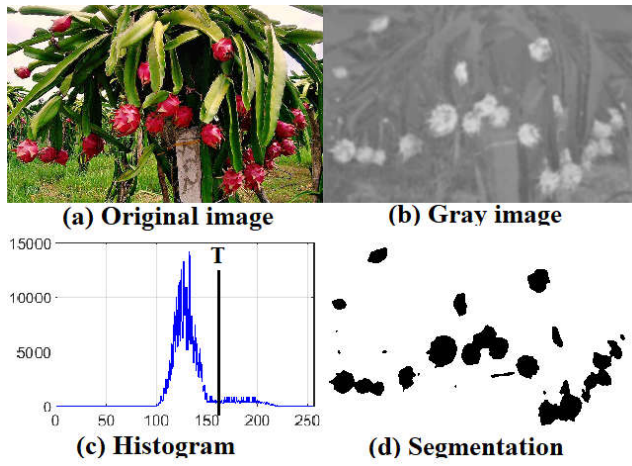 (a) Original image
(b) Gray image
T
15000
10000
5000
0
0 50 100 150 200 250
(c) Histogram
(d) Segmentation